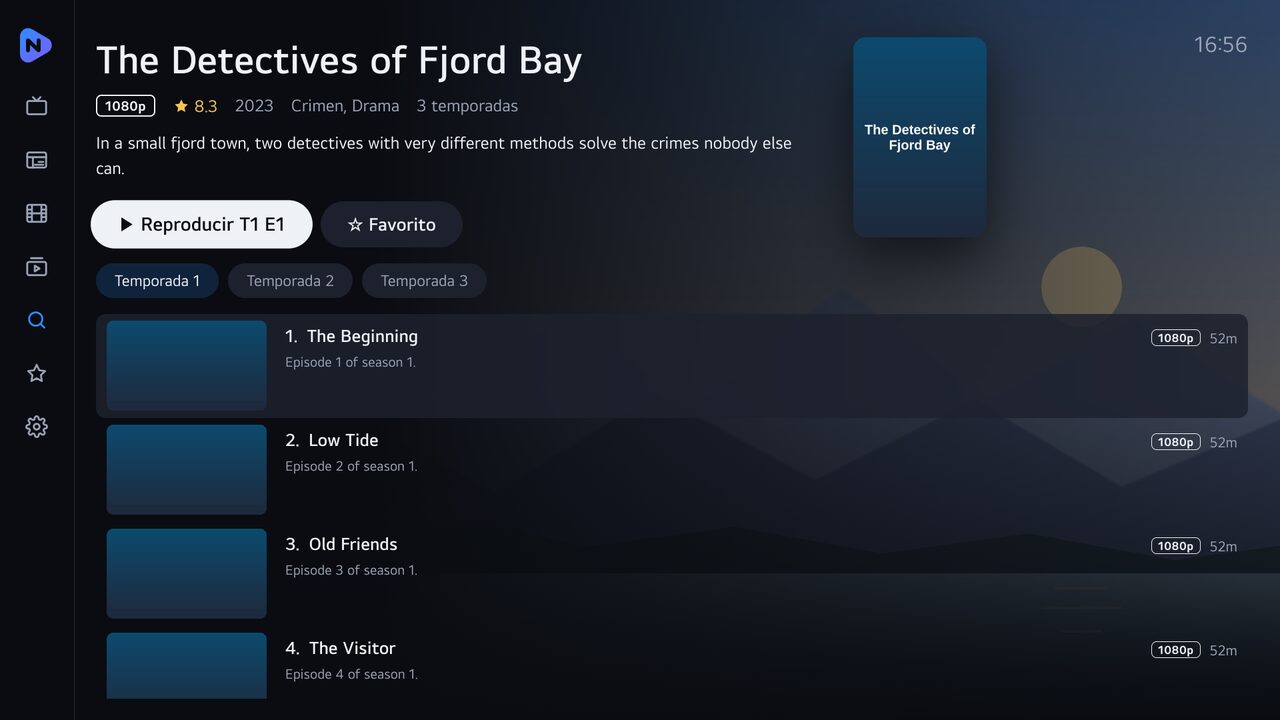 N
The Detectives of Fjord Bay
16:56
1080p ★ 8.3 2023 Crimen, Drama 3 temporadas
In a small fjord town, two detectives with very different methods solve the crimes nobody else
can.
The Detectives of
Fjord Bay
▶ Reproducir T1 E1
☆ Favorito
Temporada 1
Temporada 2
Temporada 3
1. The Beginning
1080p 52m
Episode 1 of season 1.
2. Low Tide
1080p 52m
Episode 2 of season 1.
3. Old Friends
1080p 52m
Episode 3 of season 1.
4. The Visitor
1080p 52m
Episode 4 of season 1.